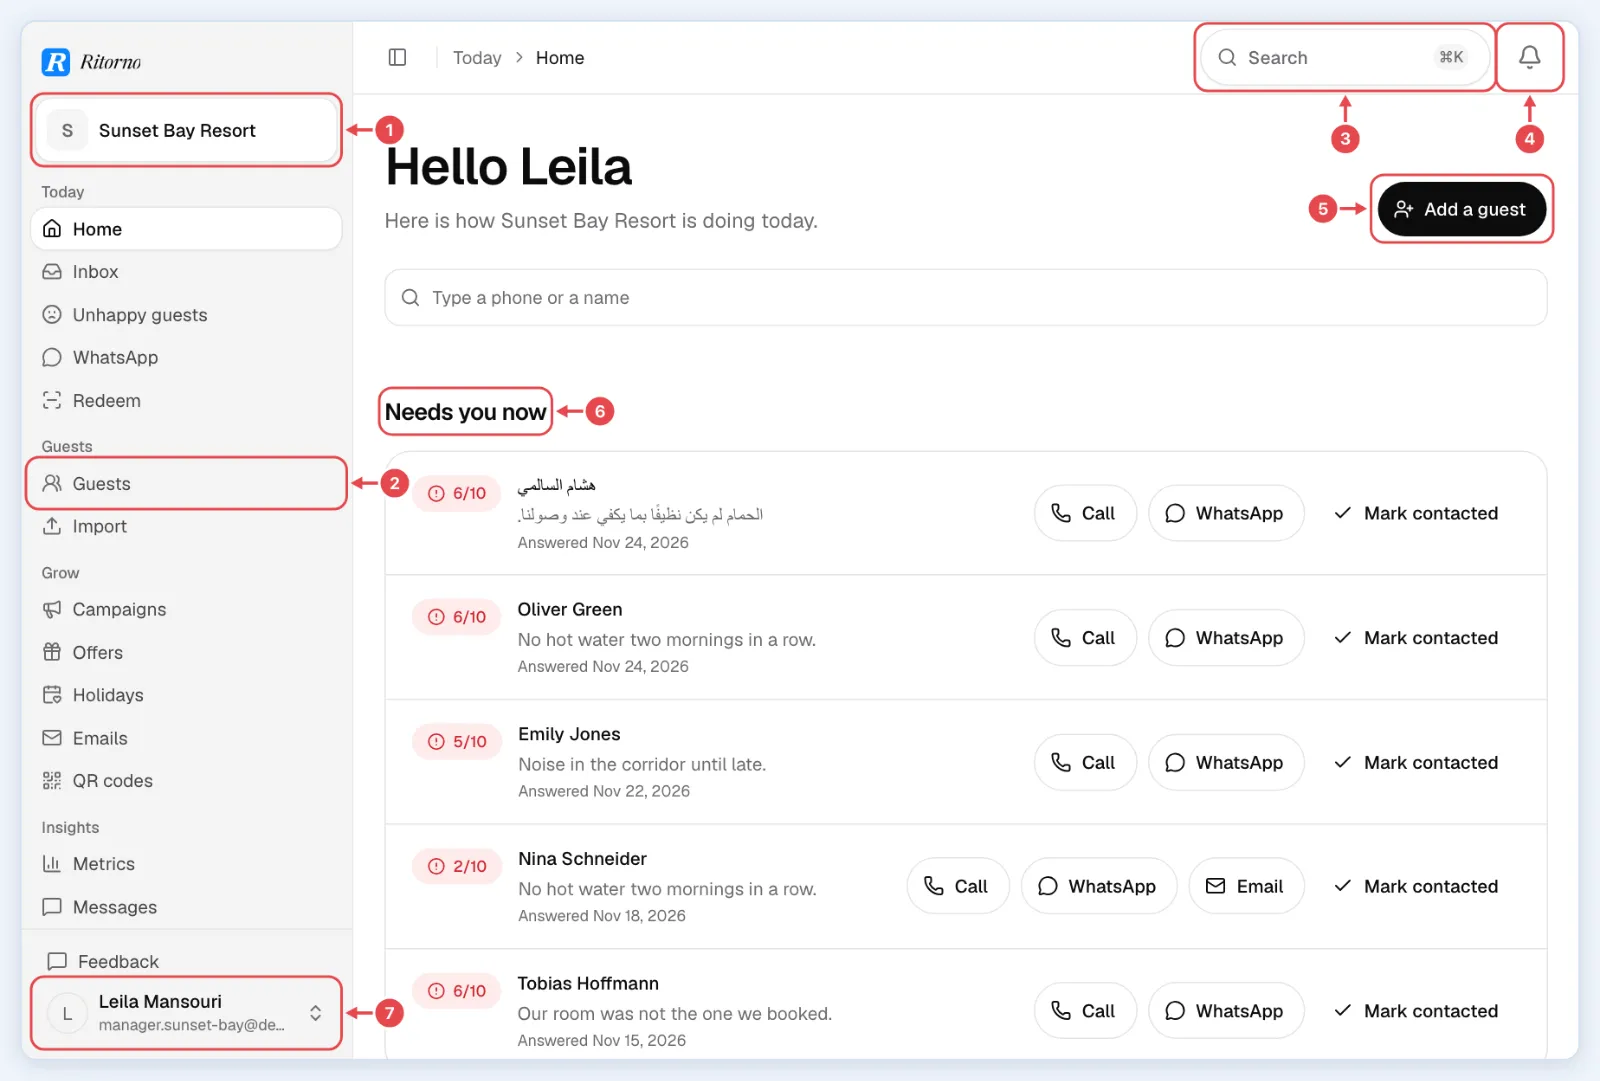 R Ritorno
S Sunset Bay Resort
1
Today
Home
Inbox
Unhappy guests
WhatsApp
Redeem
Guests
Guests
2
Import
Grow
Campaigns
Offers
Holidays
Emails
QR codes
Insights
Metrics
Messages
Feedback
L Leila Mansouri
manager.sunset-bay@de...
7
Today > Home
Search ⌘K
3
4
Hello Leila
Here is how Sunset Bay Resort is doing today.
5
Add a guest
Type a phone or a name
Needs you now
6
6/10
هشام السالمي
الحمام لم يكن نظيفًا بما يكفي عند وصولنا.
Answered Nov 24, 2026
Call WhatsApp Mark contacted
6/10
Oliver Green
No hot water two mornings in a row.
Answered Nov 24, 2026
Call WhatsApp Mark contacted
5/10
Emily Jones
Noise in the corridor until late.
Answered Nov 22, 2026
Call WhatsApp Mark contacted
2/10
Nina Schneider
No hot water two mornings in a row.
Answered Nov 18, 2026
Call WhatsApp Email Mark contacted
6/10
Tobias Hoffmann
Our room was not the one we booked.
Answered Nov 15, 2026
Call WhatsApp Mark contacted